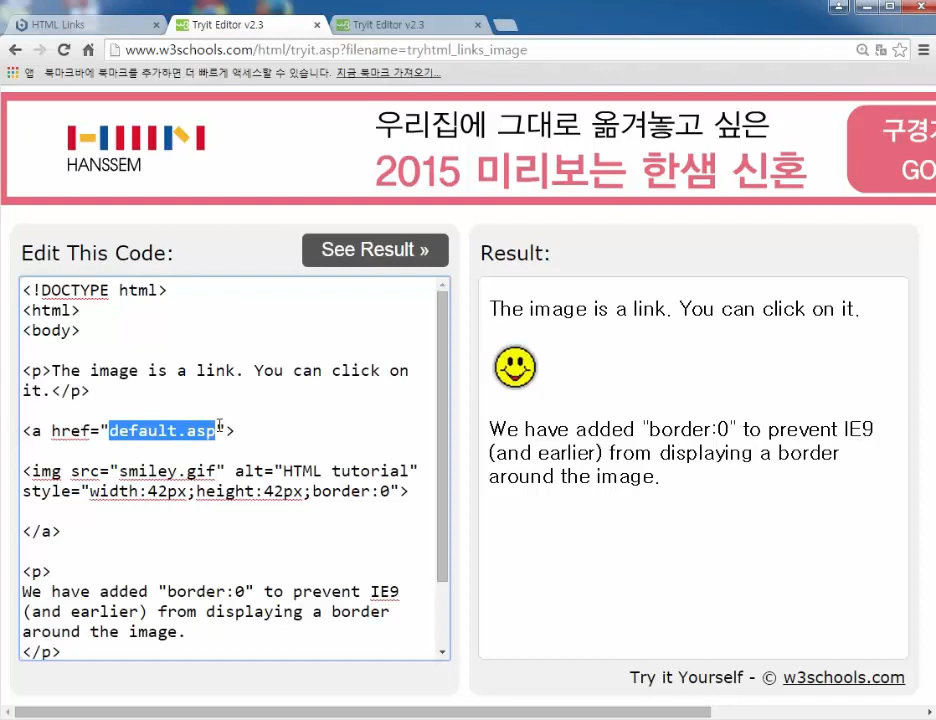 HTML Links
Tryit Editor v2.3
Tryit Editor v2.3
www.w3schools.com/html/tryit.asp?filename=tryhtml_links_image
앱 북마크바에 북마크를 추가하면 더 빠르게 액세스할 수 있습니다. 지금 북마크 가져오기...
HANSSEM
우리집에 그대로 옮겨놓고 싶은
2015 미리보는 한샘 신혼
구경가
GO
Edit This Code:
See Result »
<!DOCTYPE html>
<html>
<body>
<p>The image is a link. You can click on
it.</p>
<a href="default.asp">
<img src="smiley.gif" alt="HTML tutorial"
style="width:42px;height:42px;border:0">
</a>
<p>
We have added "border:0" to prevent IE9
(and earlier) from displaying a border
around the image.
</p>
Result:
The image is a link. You can click on it.
We have added "border:0" to prevent IE9
(and earlier) from displaying a border
around the image.
Try it Yourself - © w3schools.com